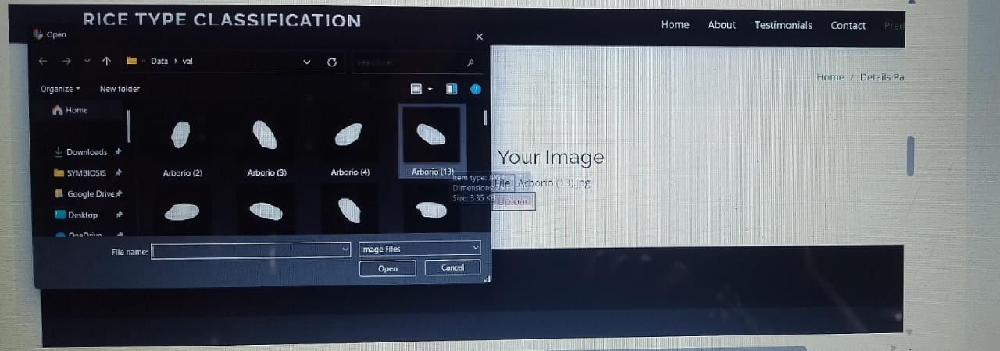 RICE TYPE CLASSIFICATION
Home About Testimonials Contact Pred
Open
Data › val
Home / Details Pa
Organize New folder
Home
Downloads
SYMBIOSIS
Google Drive
Desktop
OneDrive
Arborio (2) Arborio (3) Arborio (4) Arborio (13)
Item type: JPG File
Dimensions:
Size: 3.35 KB
Your Image
File Arborio (13).jpg
Upload
File name: Image Files
Open Cancel